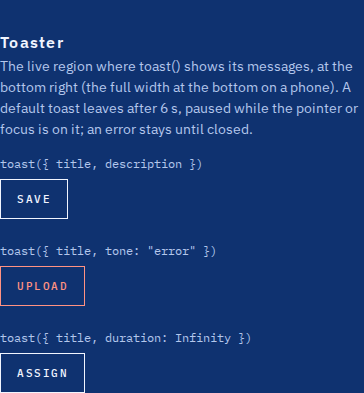 Toaster
The live region where toast() shows its messages, at the
bottom right (the full width at the bottom on a phone). A
default toast leaves after 6 s, paused while the pointer or
focus is on it; an error stays until closed.
toast({ title, description })
SAVE
toast({ title, tone: "error" })
UPLOAD
toast({ title, duration: Infinity })
ASSIGN